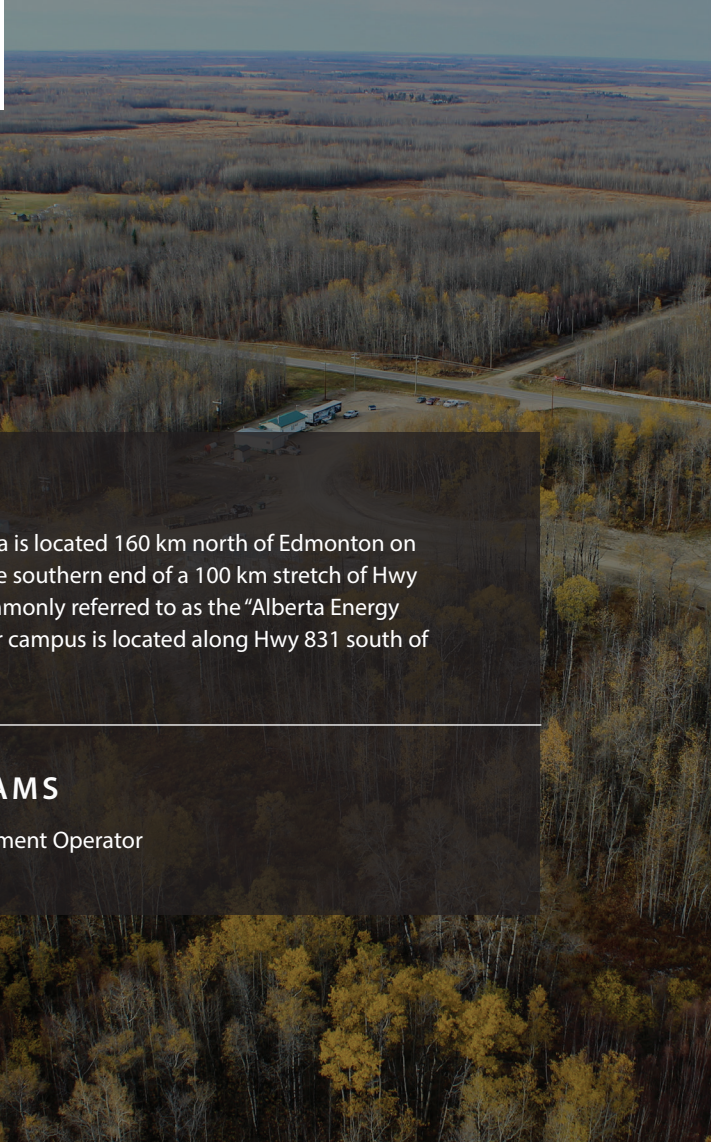 a is located 160 km north of Edmonton on
e southern end of a 100 km stretch of Hwy
mmonly referred to as the “Alberta Energy
r campus is located along Hwy 831 south of
AMS
ment Operator